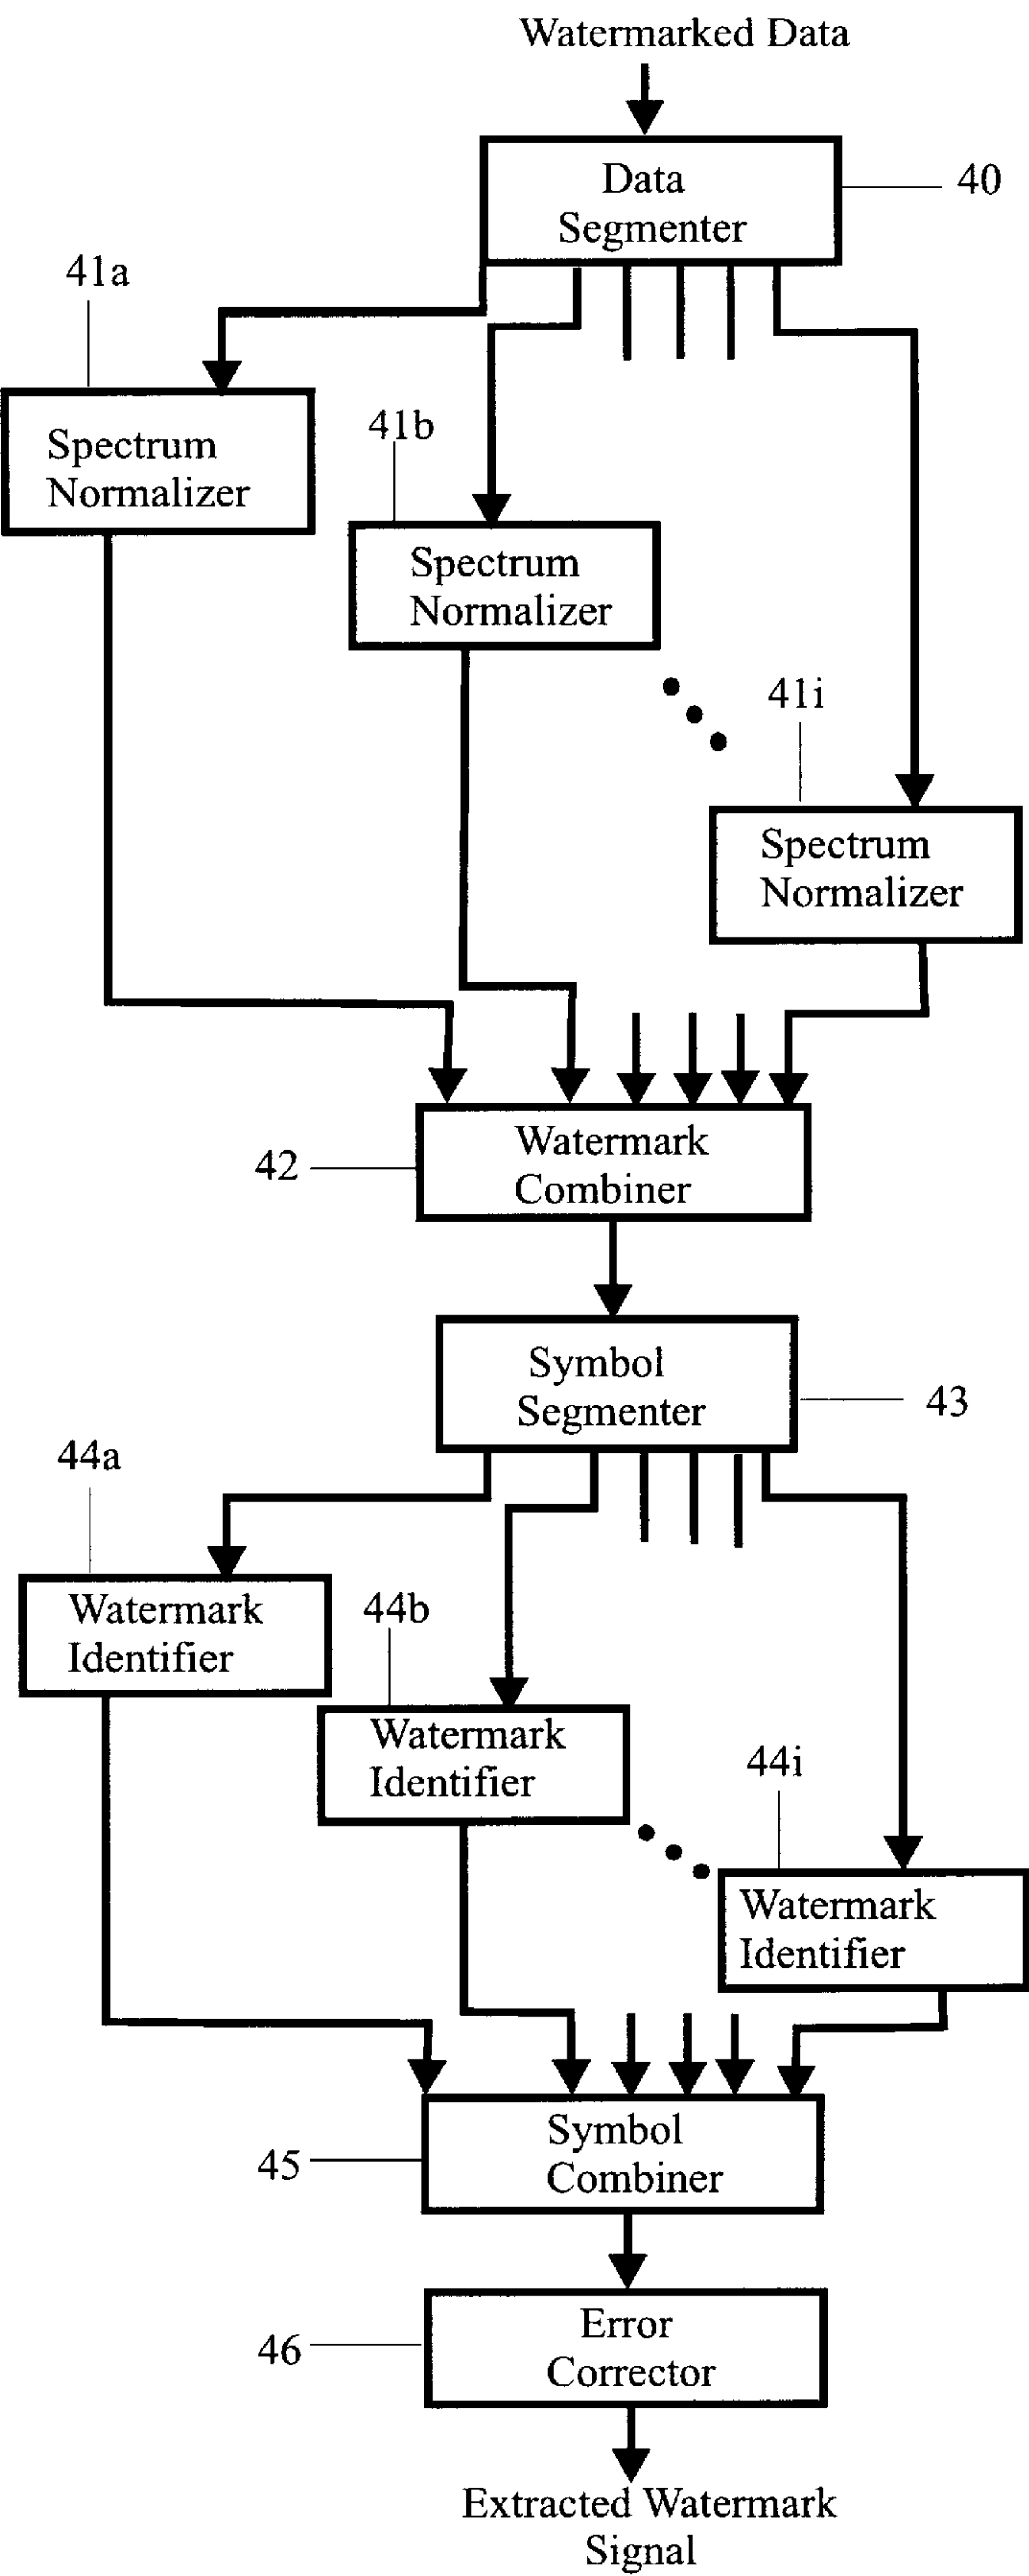 Watermarked Data
Data
Segmenter
40
41a
Spectrum
Normalizer
41b
Spectrum
Normalizer
41i
Spectrum
Normalizer
42
Watermark
Combiner
Symbol
Segmenter
43
44a
Watermark
Identifier
44b
Watermark
Identifier
44i
Watermark
Identifier
45
Symbol
Combiner
46
Error
Corrector
Extracted Watermark
Signal